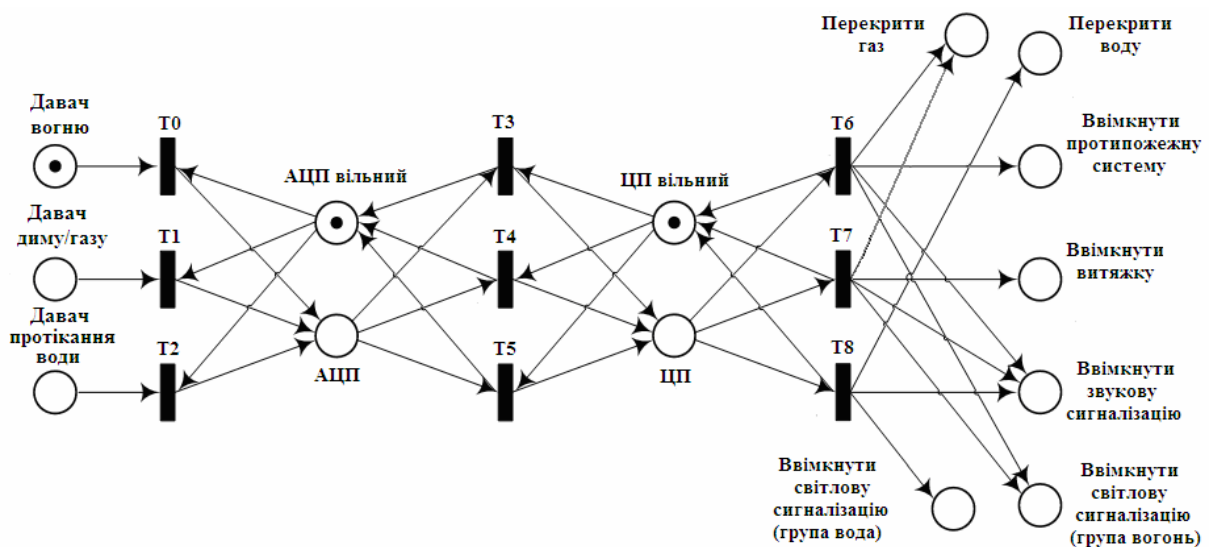 Перекрити
газ
Перекрити
воду
Давач
вогню
T0
T3
T6
Ввімкнути
протипожежну
систему
АЦП вільний
ЦП вільний
Давач
диму/газу
T1
T4
T7
Ввімкнути
витяжку
Давач
протікання
води
T2
T5
T8
АЦП
ЦП
Ввімкнути
звукову
сигналізацію
Ввімкнути
світлову
сигналізацію
(група вода)
Ввімкнути
світлову
сигналізацію
(група вогонь)